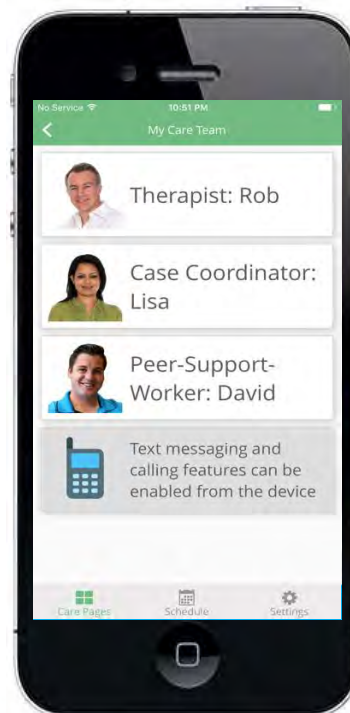 No Service 10:51 PM
My Care Team
Therapist: Rob
Case Coordinator:
Lisa
Peer-Support-
Worker: David
Text messaging and
calling features can be
enabled from the device
Care Pages Schedule Settings